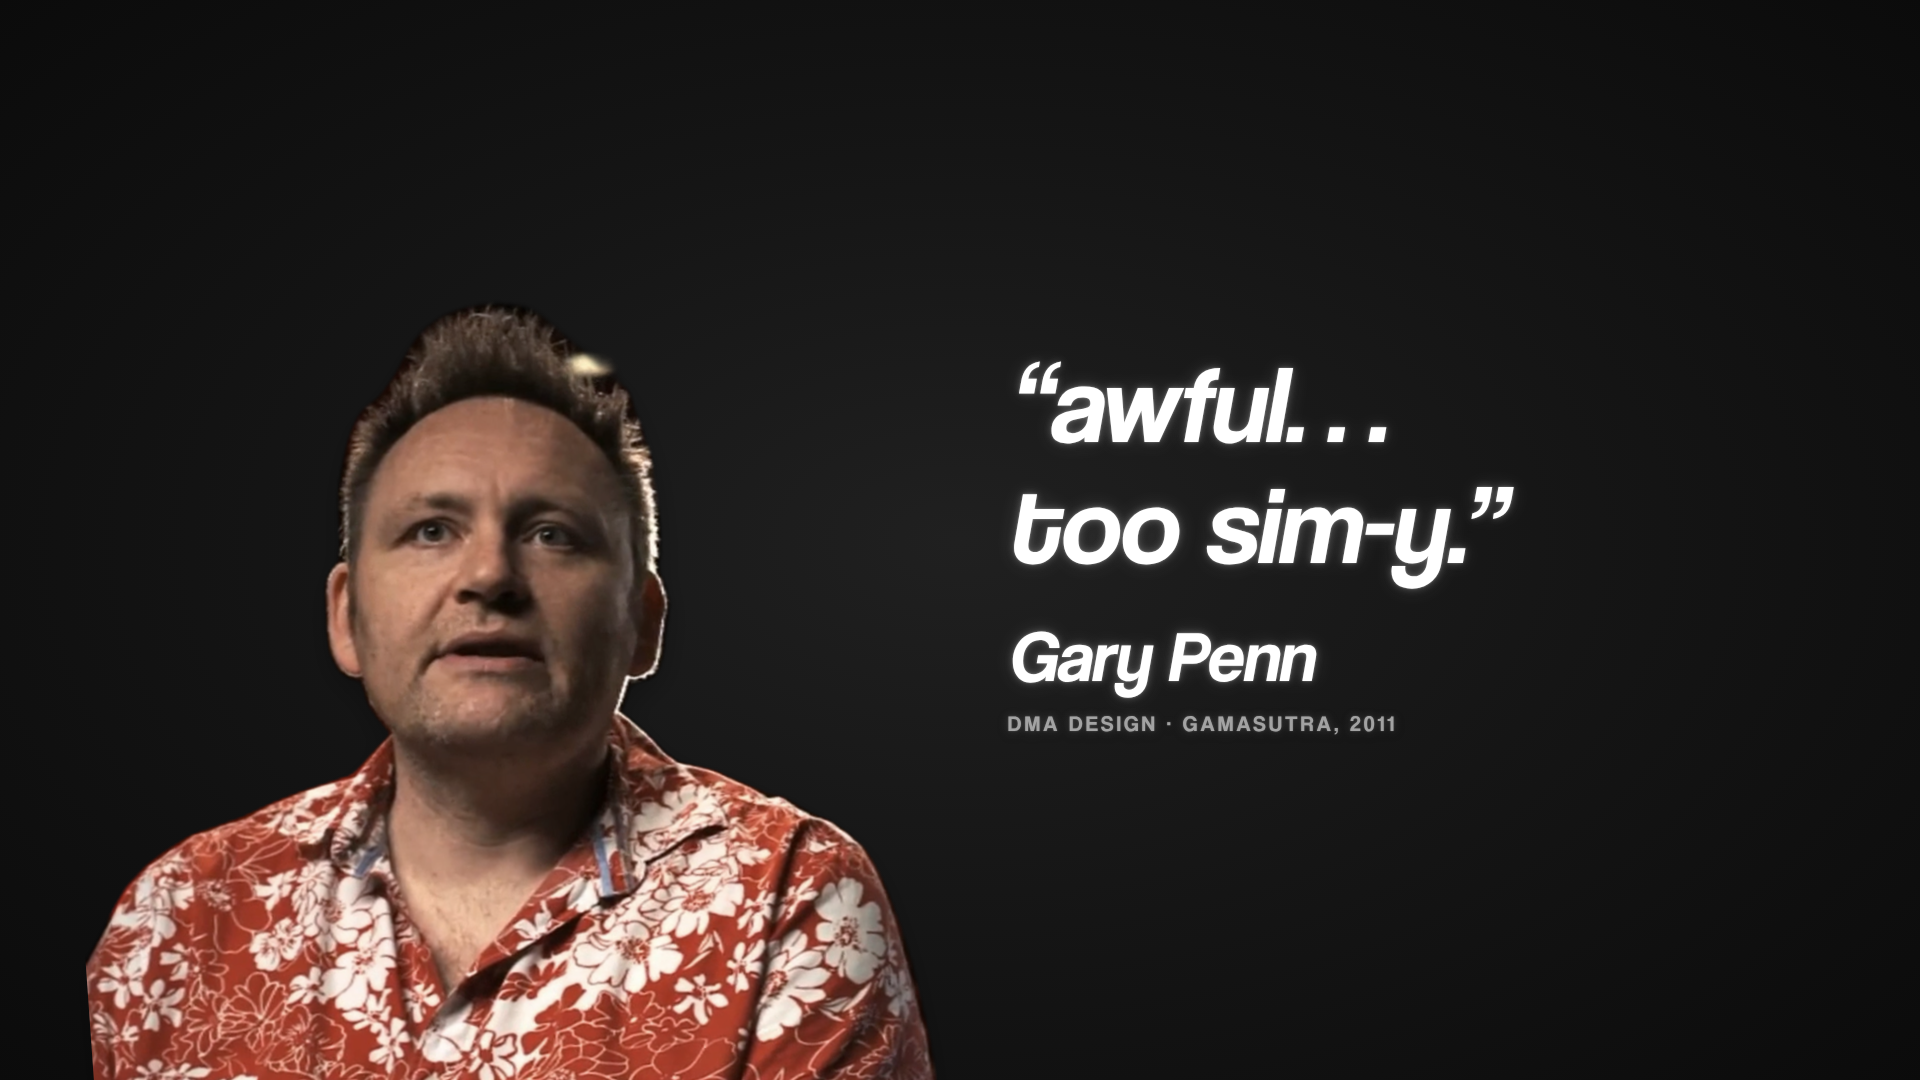 “awful. . .
too sim-y.”
Gary Penn
DMA DESIGN · GAMASUTRA, 2011